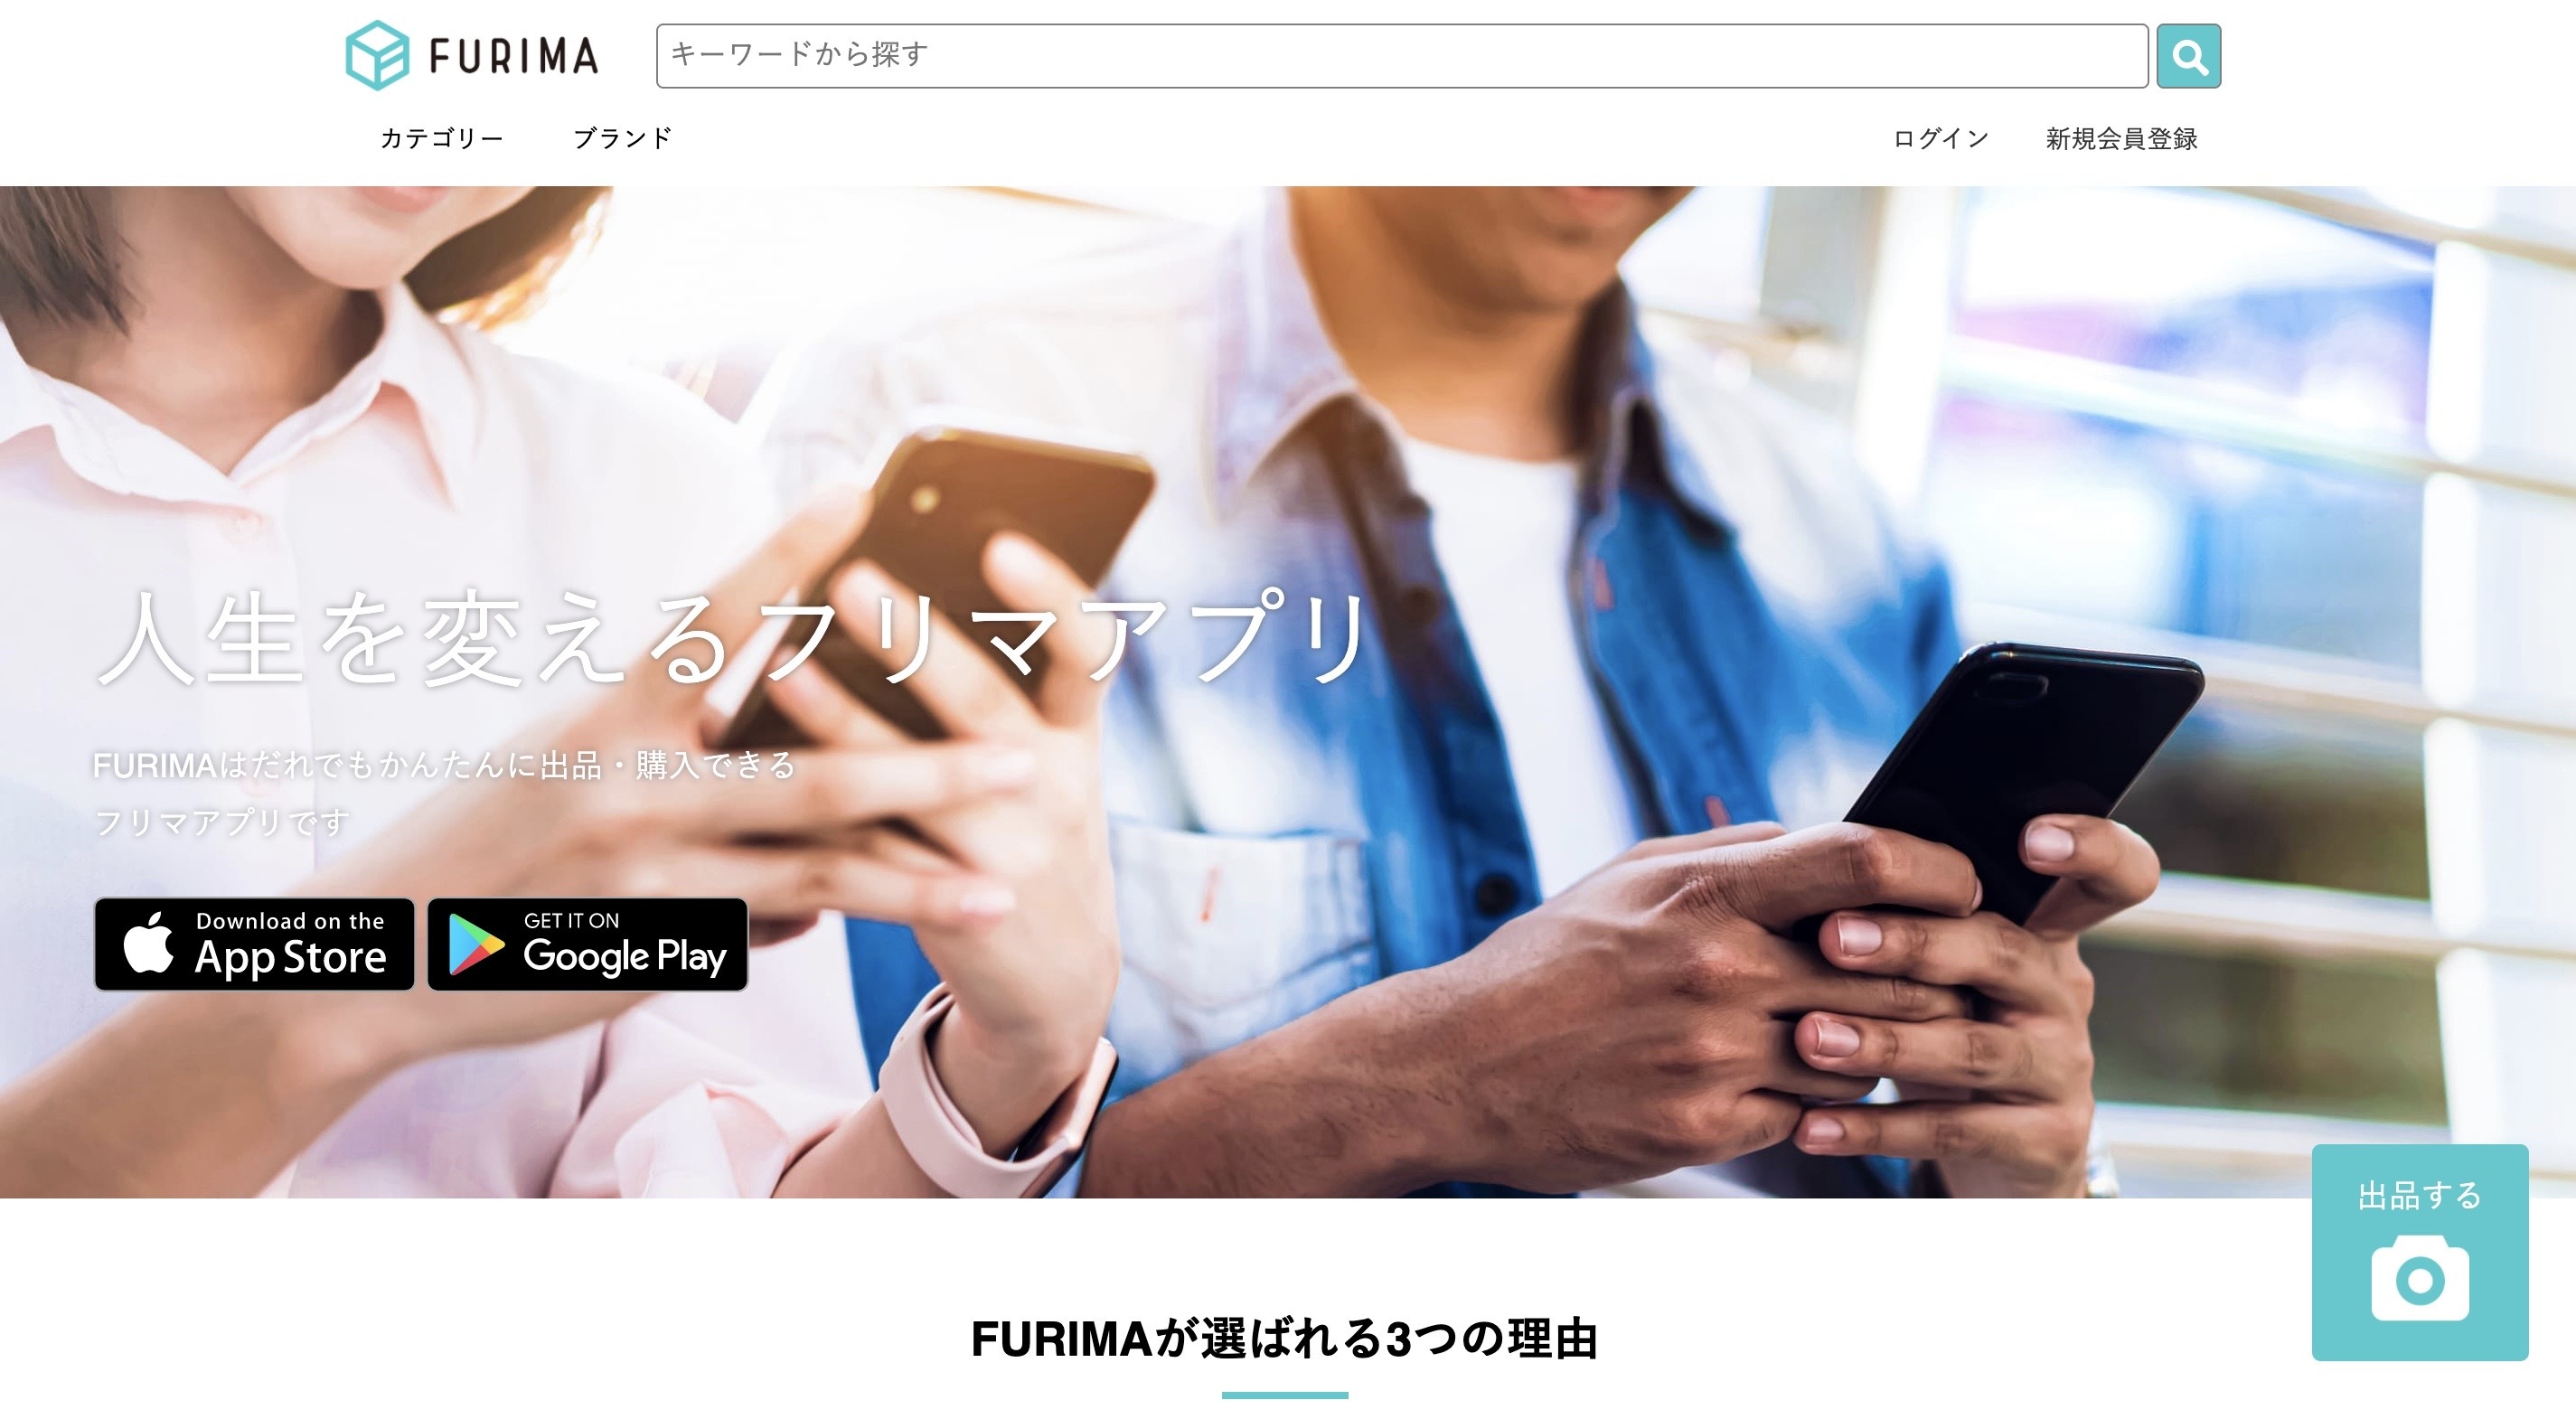 FURIMA
キーワードから探す
カテゴリー
ブランド
ログイン
新規会員登録
人生を変えるフリマアプリ
FURIMAはだれでもかんたんに出品・購入できる
フリマアプリです
Download on the
App Store
GET IT ON
Google Play
出品する
FURIMAが選ばれる3つの理由